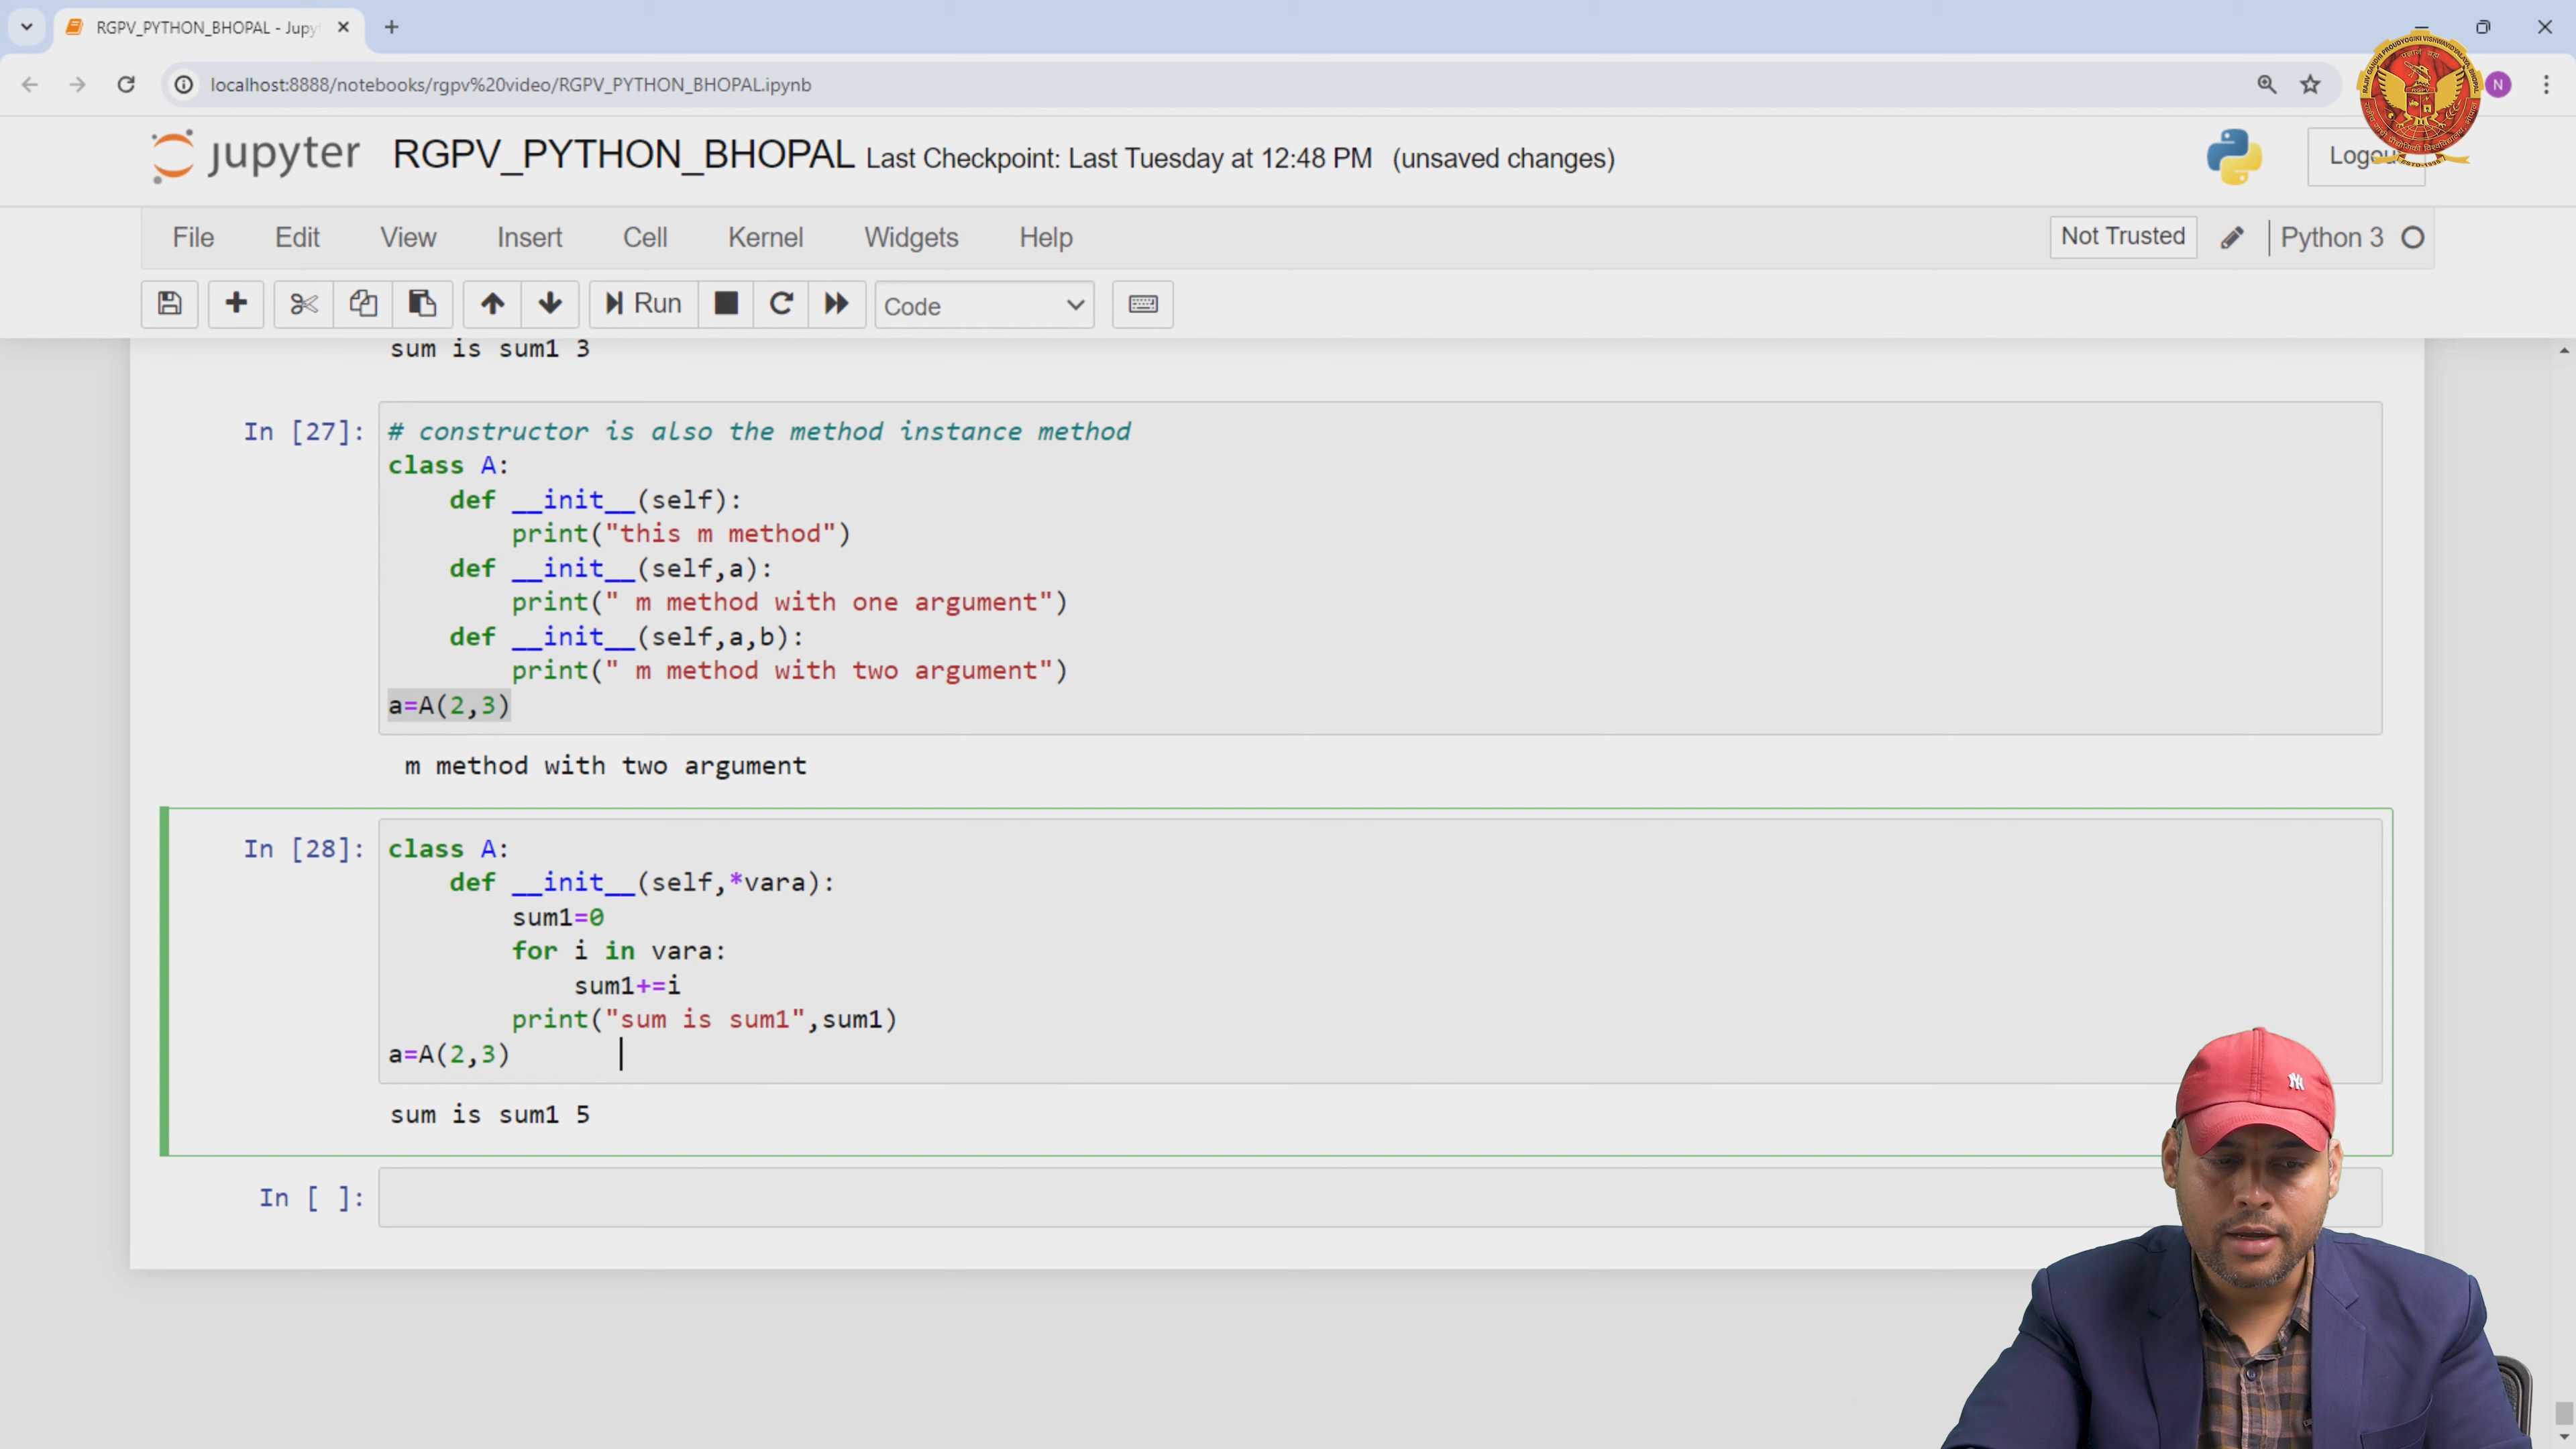 RGPV_PYTHON_BHOPAL - Jupy
localhost:8888/notebooks/rgpv%20video/RGPV_PYTHON_BHOPAL.ipynb
N
jupyter RGPV_PYTHON_BHOPAL Last Checkpoint: Last Tuesday at 12:48 PM (unsaved changes)
File Edit View Insert Cell Kernel Widgets Help
Not Trusted Python 3
Run Code
sum is sum1 3
In [27]: # constructor is also the method instance method
class A:
    def __init__(self):
        print("this m method")
    def __init__(self,a):
        print(" m method with one argument")
    def __init__(self,a,b):
        print(" m method with two argument")
a=A(2,3)
 m method with two argument
In [28]: class A:
    def __init__(self,*vara):
        sum1=0
        for i in vara:
            sum1+=i
        print("sum is sum1",sum1)
a=A(2,3)
sum is sum1 5
In [ ]: